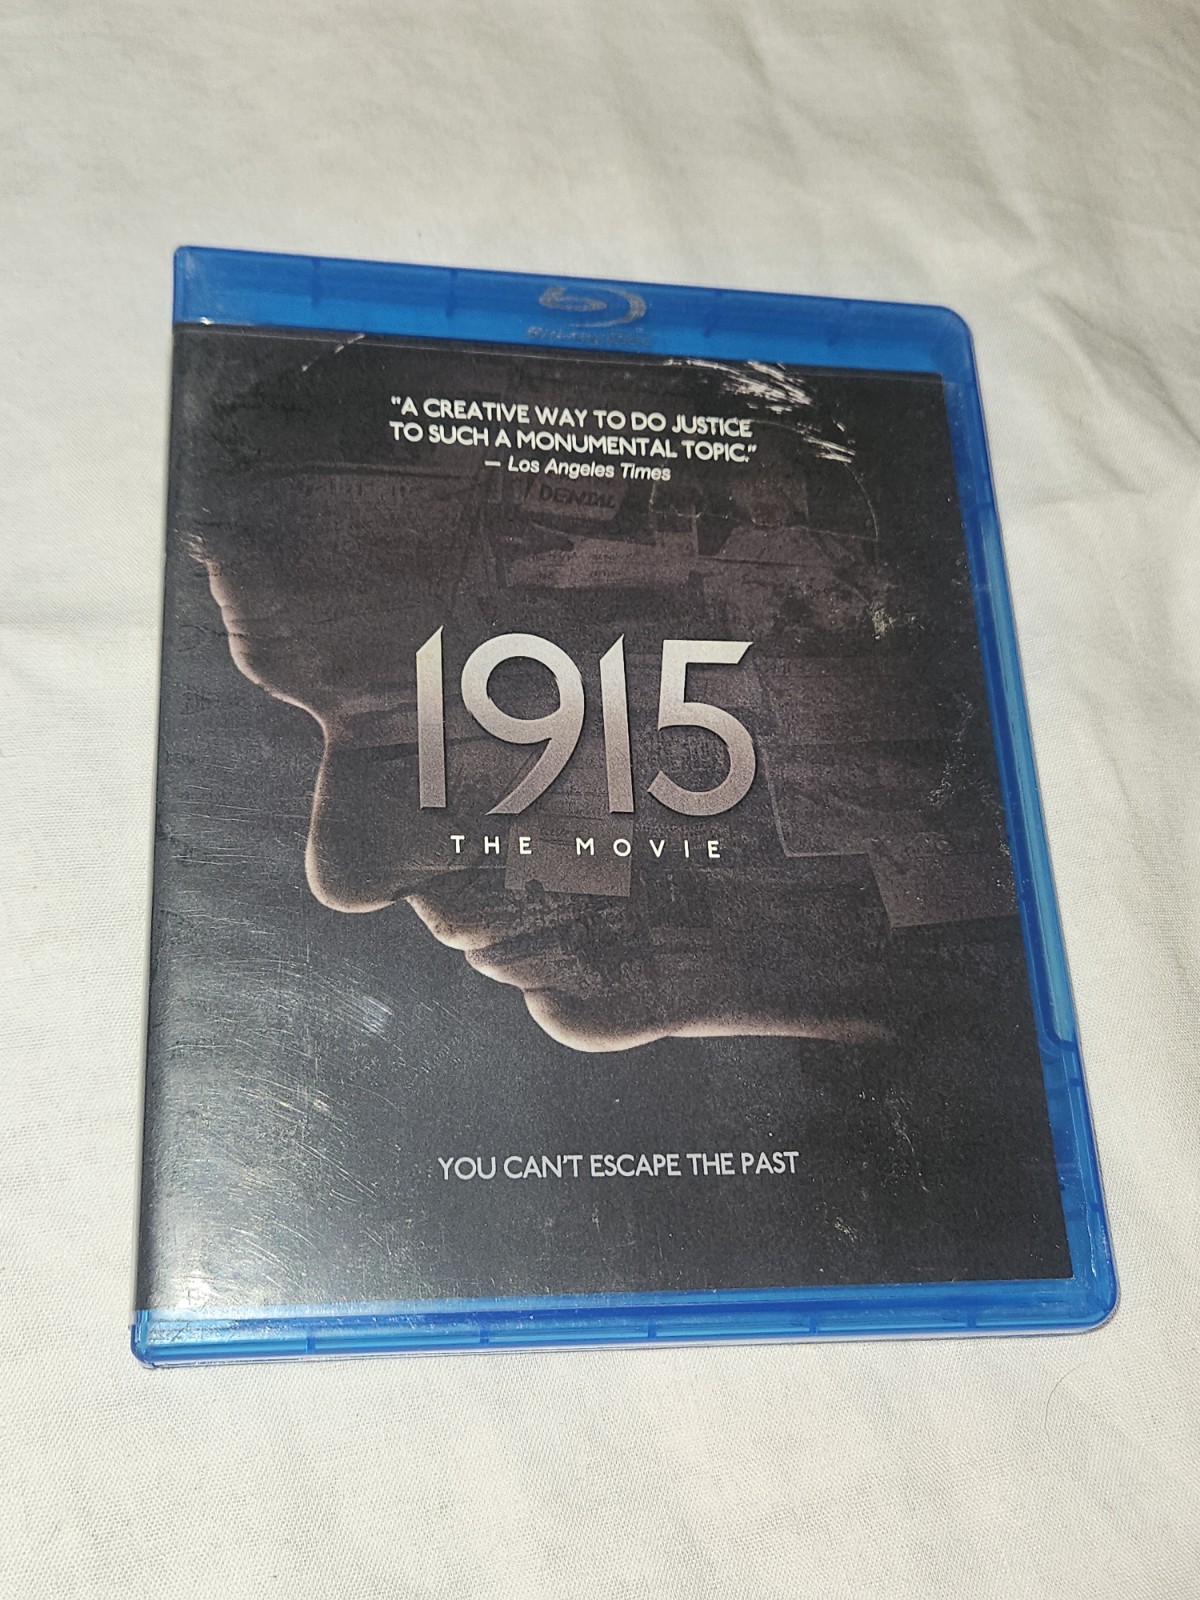 "A CREATIVE WAY TO DO JUSTICE
TO SUCH A MONUMENTAL TOPIC."
— Los Angeles Times
DENIAL
1915
THE MOVIE
YOU CAN'T ESCAPE THE PAST